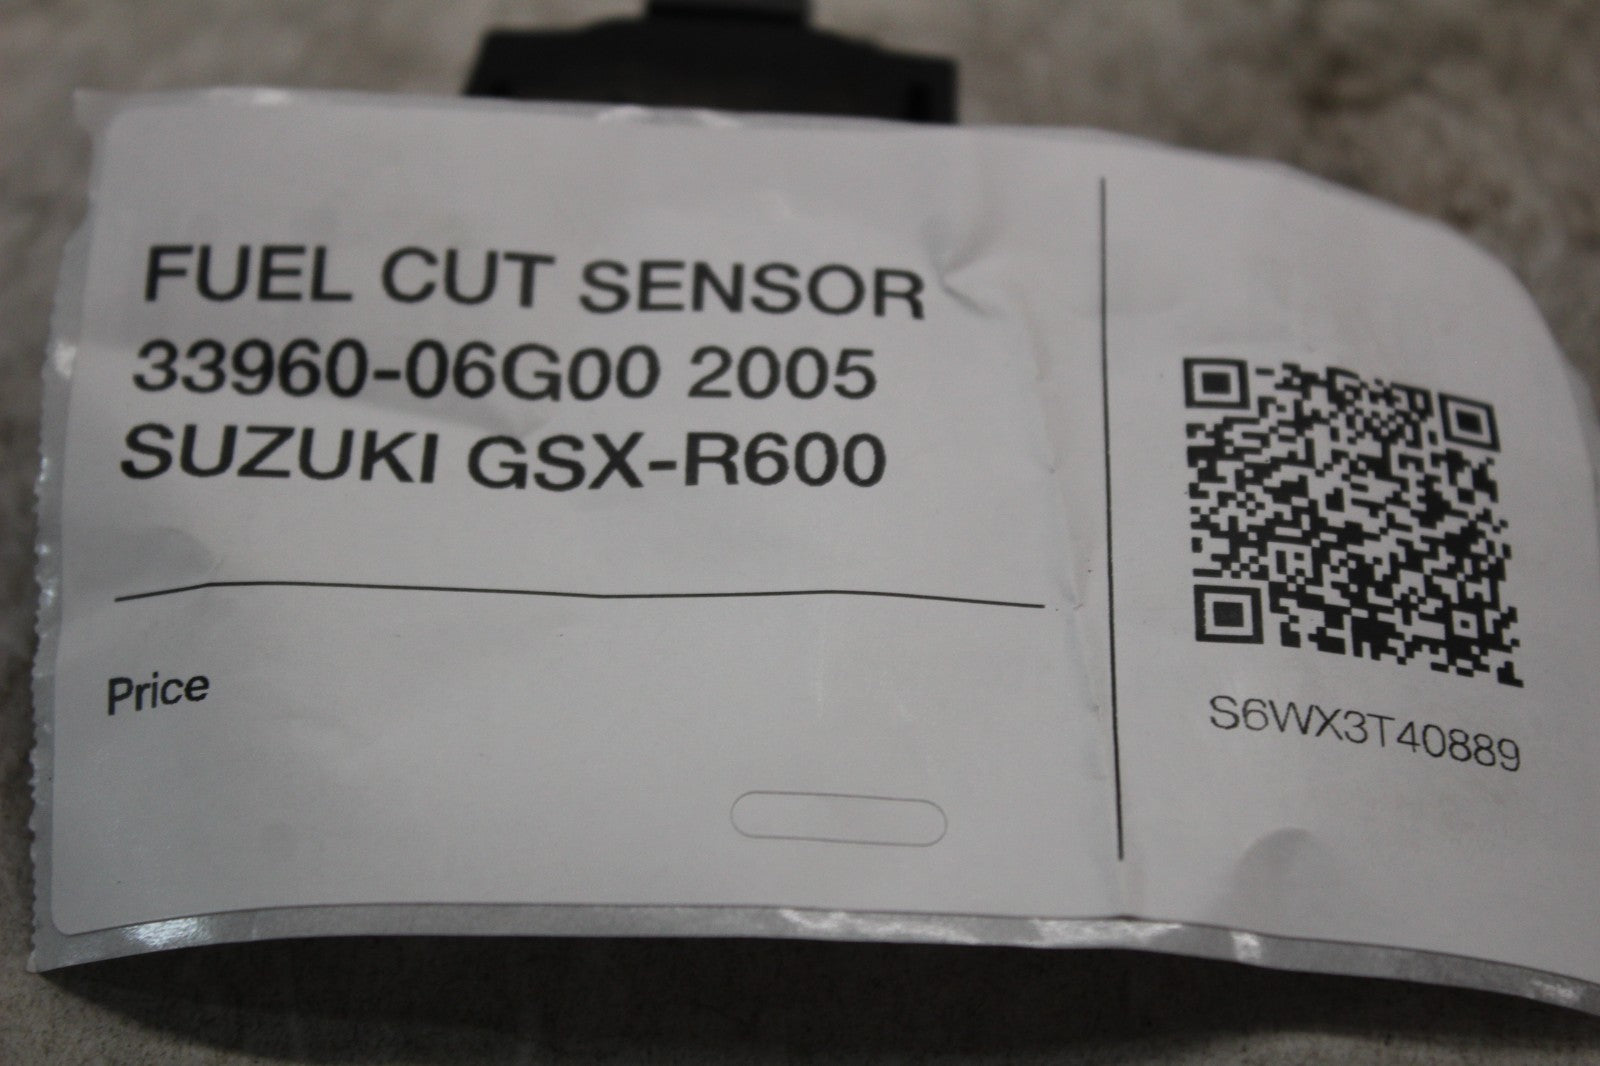 FUEL CUT SENSOR
33960-06G00 2005
SUZUKI GSX-R600
Price
S6WX3T40889